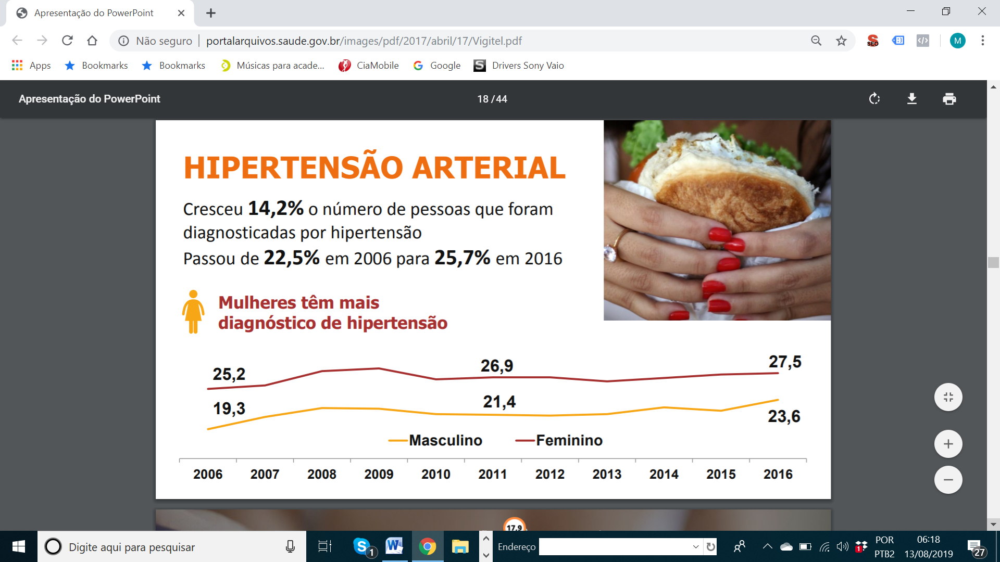 Apresentação do PowerPoint
Não seguro
portalarquivos.saude.gov.br/images/pdf/2017/abril/17/Vigitel.pdf
SEO
M
Apps
Bookmarks
Bookmarks
Músicas para acade...
CiaMobile
Google
Drivers Sony Vaio
Apresentação do PowerPoint
18 / 44
HIPERTENSÃO ARTERIAL
Cresceu 14,2% o número de pessoas que foram
diagnosticadas por hipertensão
Passou de 22,5% em 2006 para 25,7% em 2016
Mulheres têm mais
diagnóstico de hipertensão
25,2
26,9
27,5
19,3
21,4
23,6
Masculino
Feminino
2006 2007 2008 2009 2010 2011 2012 2013 2014 2015 2016
17,9
Digite aqui para pesquisar
1
Endereço
1
POR
PTB2
06:18
13/08/2019
27